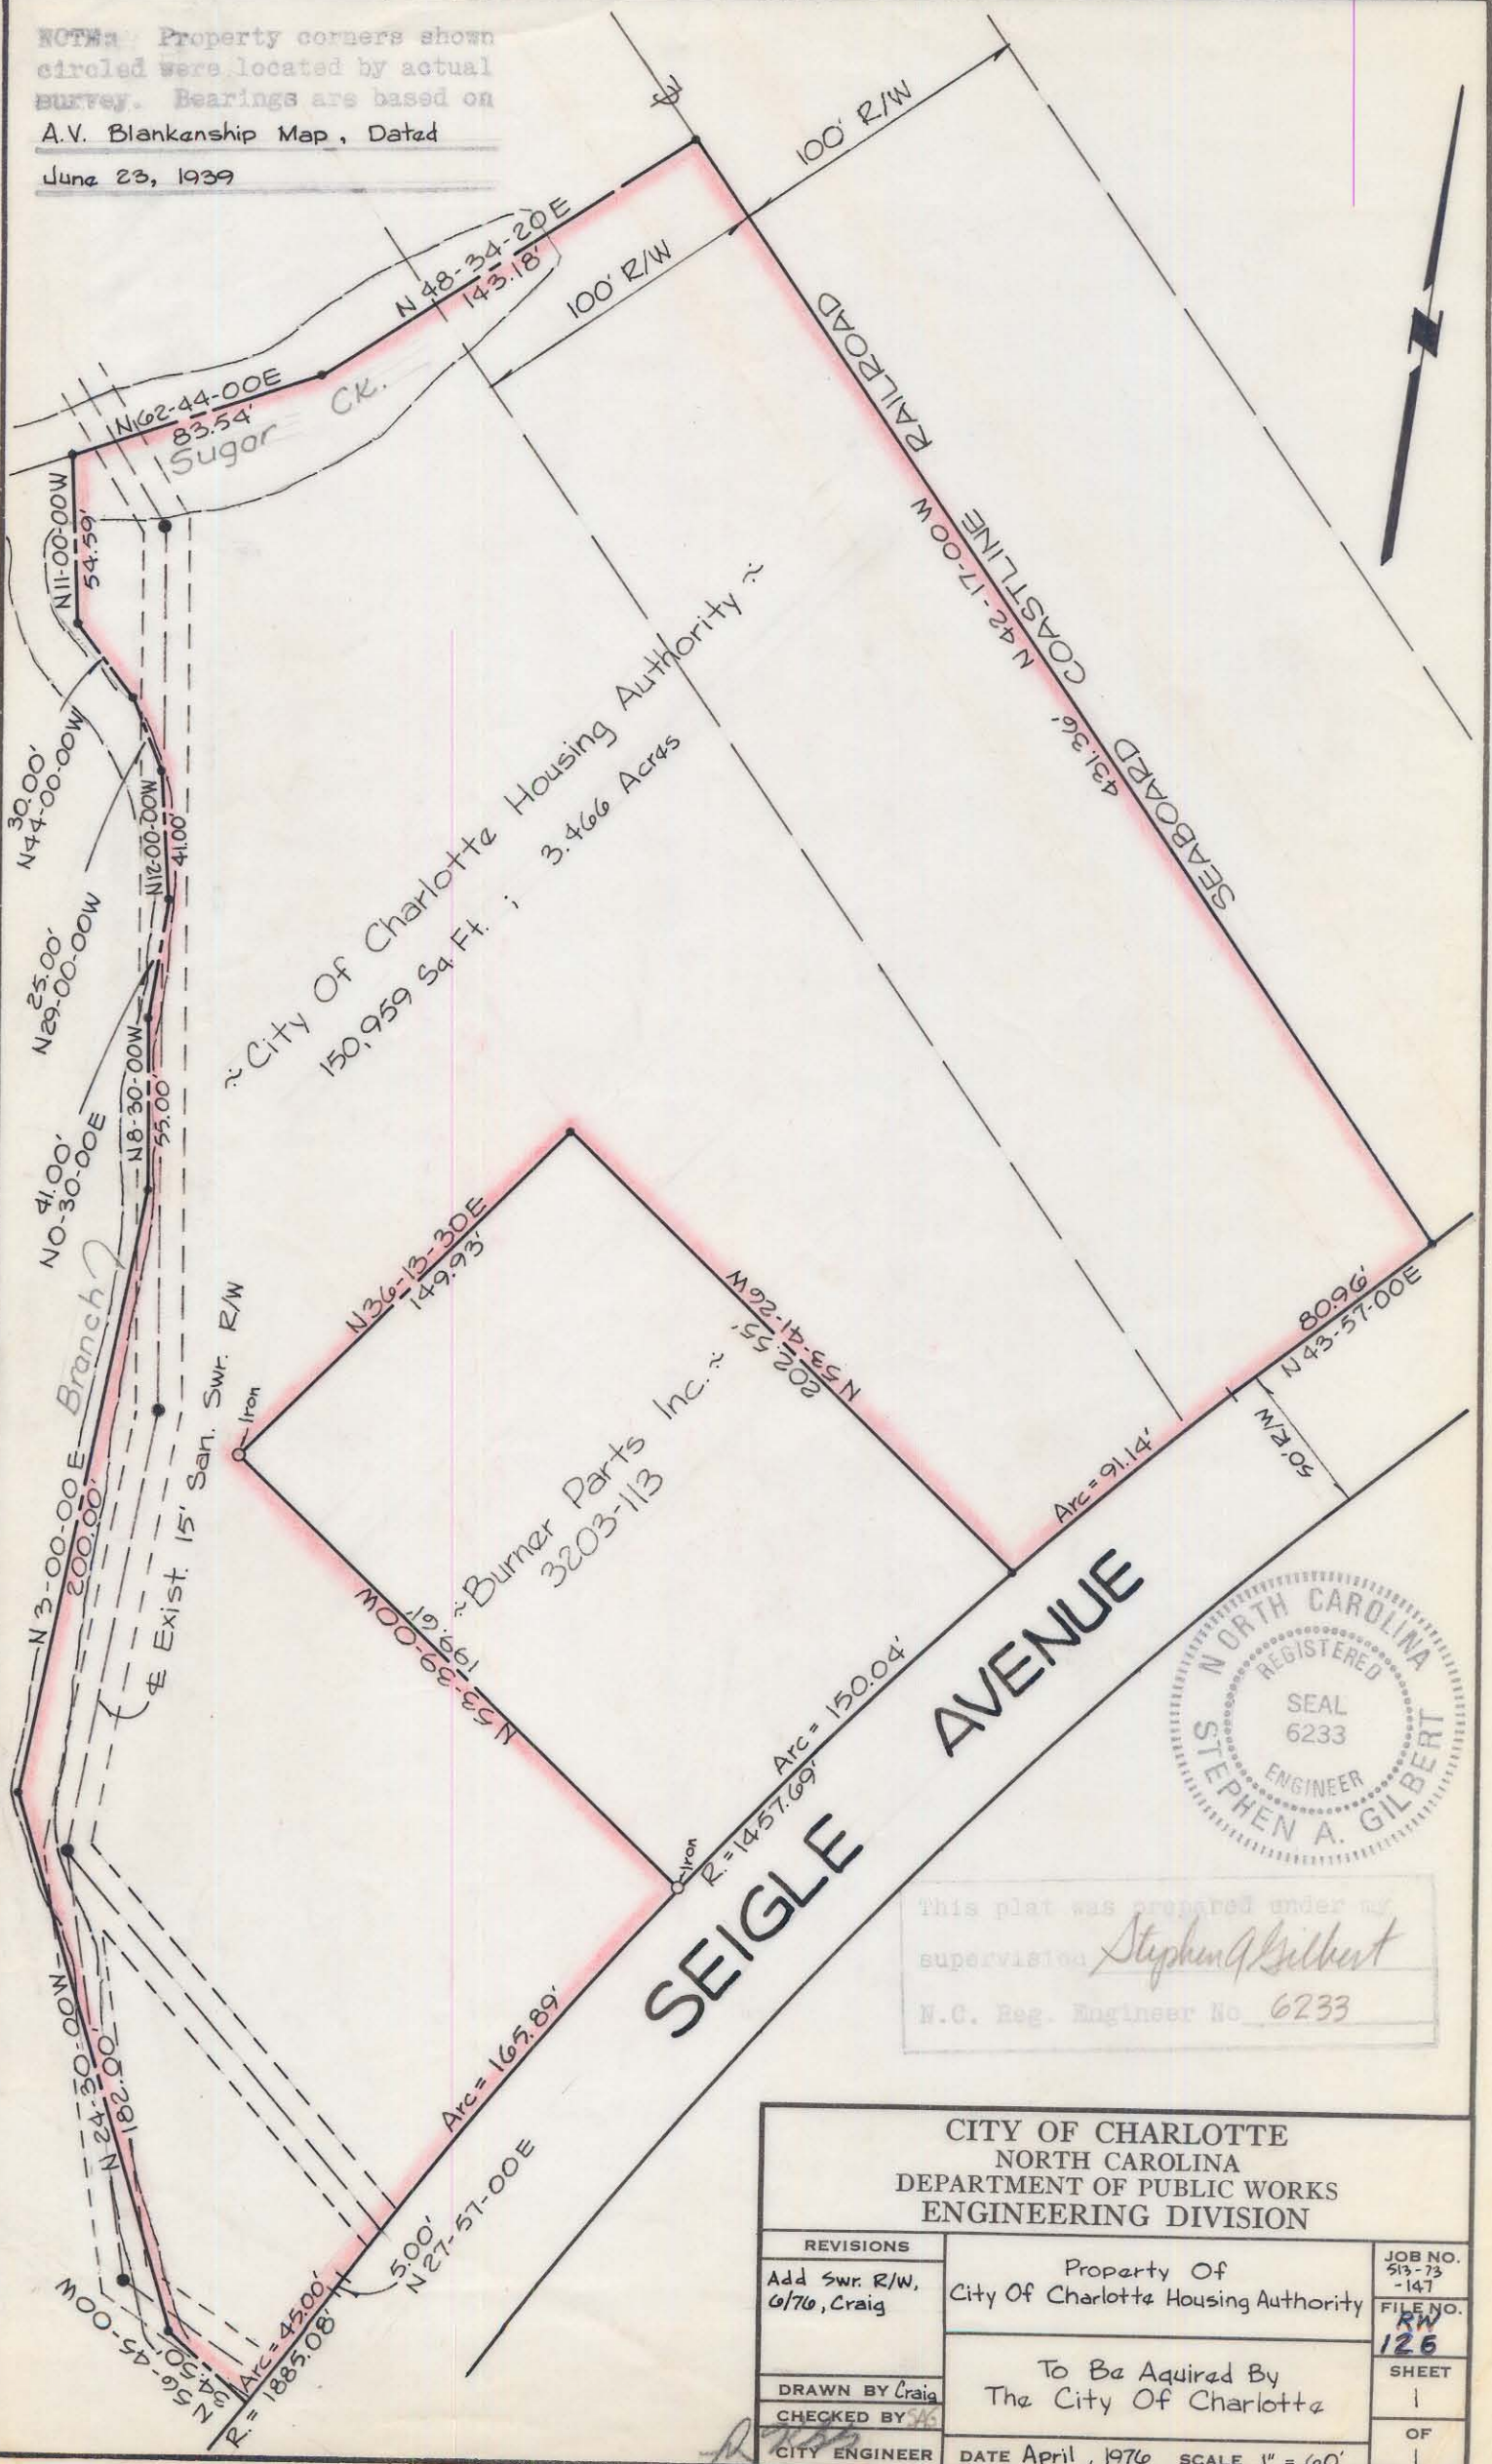 NOTE: Property corners shown
circled were located by actual
survey. Bearings are based on
A.V. Blankenship Map, Dated
June 23, 1939
100' R/W
100' R/W
N 48-34-20E
143.18'
N62-44-00E
83.54'
Sugar CK.
N11-00-00W
54.59'
30.00'
N44-00-00W
N12-00-00W
41.00'
25.00'
N29-00-00W
N8-30-00W
55.00'
41.00'
N0-30-00E
Branch
N 3-00-00E
200.00'
℄ Exist. 15' San. Swr. R/W
RAILROAD
COASTLINE
SEABOARD
N 42-17-00W
431.36'
~City Of Charlotte Housing Authority~
150,959 Sq. Ft. ; 3.466 Acres
N36-13-30E
149.93'
Iron
N 53-41-26W
202.55'
~Burner Parts Inc.~
3203-113
N 53-39-00W
199.61'
Iron
80.96'
N 43-57-00E
50' R/W
Arc = 91.14'
Arc = 150.04'
R.=1457.69'
SEIGLE AVENUE
Arc = 165.89'
5.00'
N 27-57-00E
N 24-30-00W
182.00'
N 56-45-00W
34.50'
Arc = 45.00'
R. = 1885.08'
NORTH CAROLINA
REGISTERED
SEAL
6233
ENGINEER
STEPHEN A. GILBERT
This plat was prepared under my
supervision Stephen A Gilbert
N.C. Reg. Engineer No 6233
CITY OF CHARLOTTE
NORTH CAROLINA
DEPARTMENT OF PUBLIC WORKS
ENGINEERING DIVISION
REVISIONS
Add Swr. R/W,
6/76, Craig
Property Of
City Of Charlotte Housing Authority
JOB NO.
513-73
-147
FILE NO.
RW
126
To Be Aquired By
The City Of Charlotte
SHEET
1
OF
1
DRAWN BY Craig
CHECKED BY SAG
CITY ENGINEER
DATE April, 1976 SCALE 1" = 60'